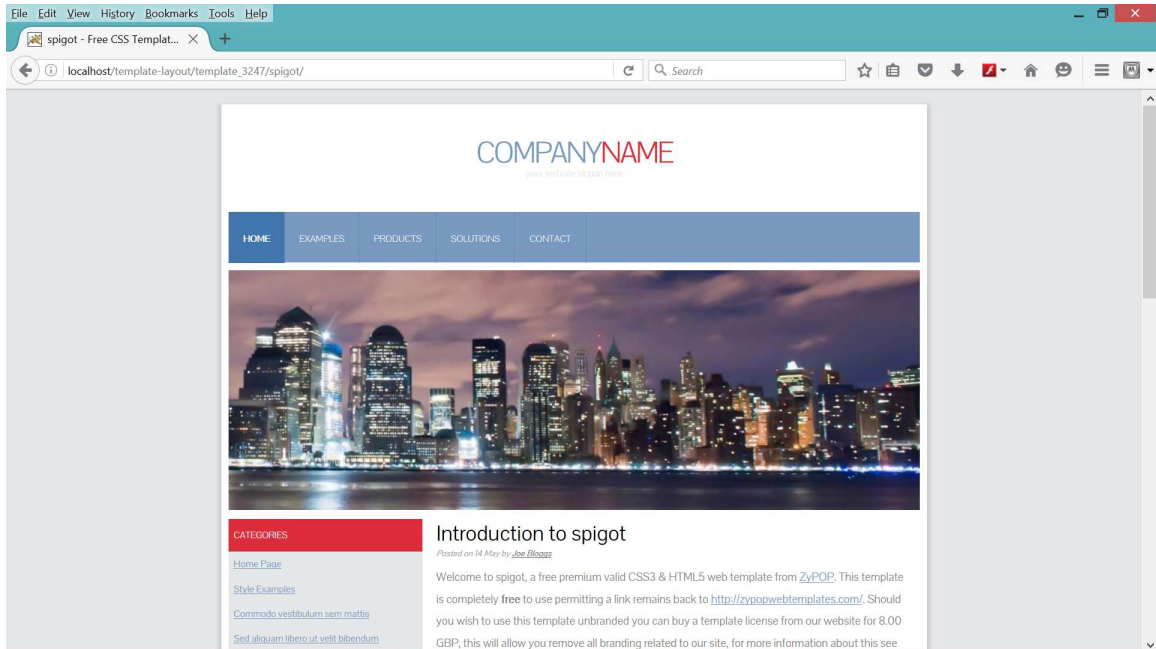 File Edit View History Bookmarks Tools Help
spigot - Free CSS Templat...
localhost/template-layout/template_3247/spigot/
Search
COMPANYNAME
your website slogan here
HOME EXAMPLES PRODUCTS SOLUTIONS CONTACT
CATEGORIES
Home Page
Style Examples
Commodo vestibulum sem mattis
Sed aliquam libero ut velit bibendum
Introduction to spigot
Posted on 14 May by Joe Bloggs
Welcome to spigot, a free premium valid CSS3 & HTML5 web template from ZyPOP. This template
is completely free to use permitting a link remains back to http://zypopwebtemplates.com/. Should
you wish to use this template unbranded you can buy a template license from our website for 8.00
GBP, this will allow you remove all branding related to our site, for more information about this see